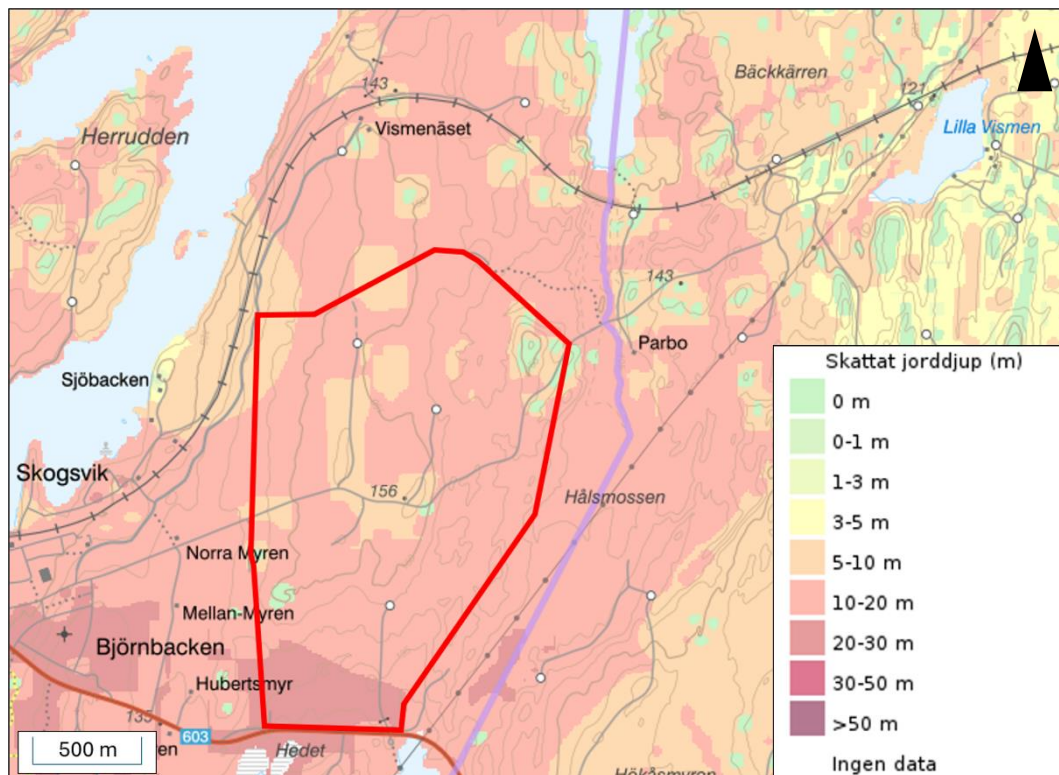 143
Bäckkärren
121
Vismenäset
Herrudden
Lilla Vismen
143
Parbo
Sjöbacken
Skogsvik
156
Hålsmossen
Norra Myren
Mellan-Myren
Björnbacken
Hubertsmyr
135
603
Hedet
Hökåsmyren
500 m
Skattat jorddjup (m)
0 m
0-1 m
1-3 m
3-5 m
5-10 m
10-20 m
20-30 m
30-50 m
>50 m
Ingen data